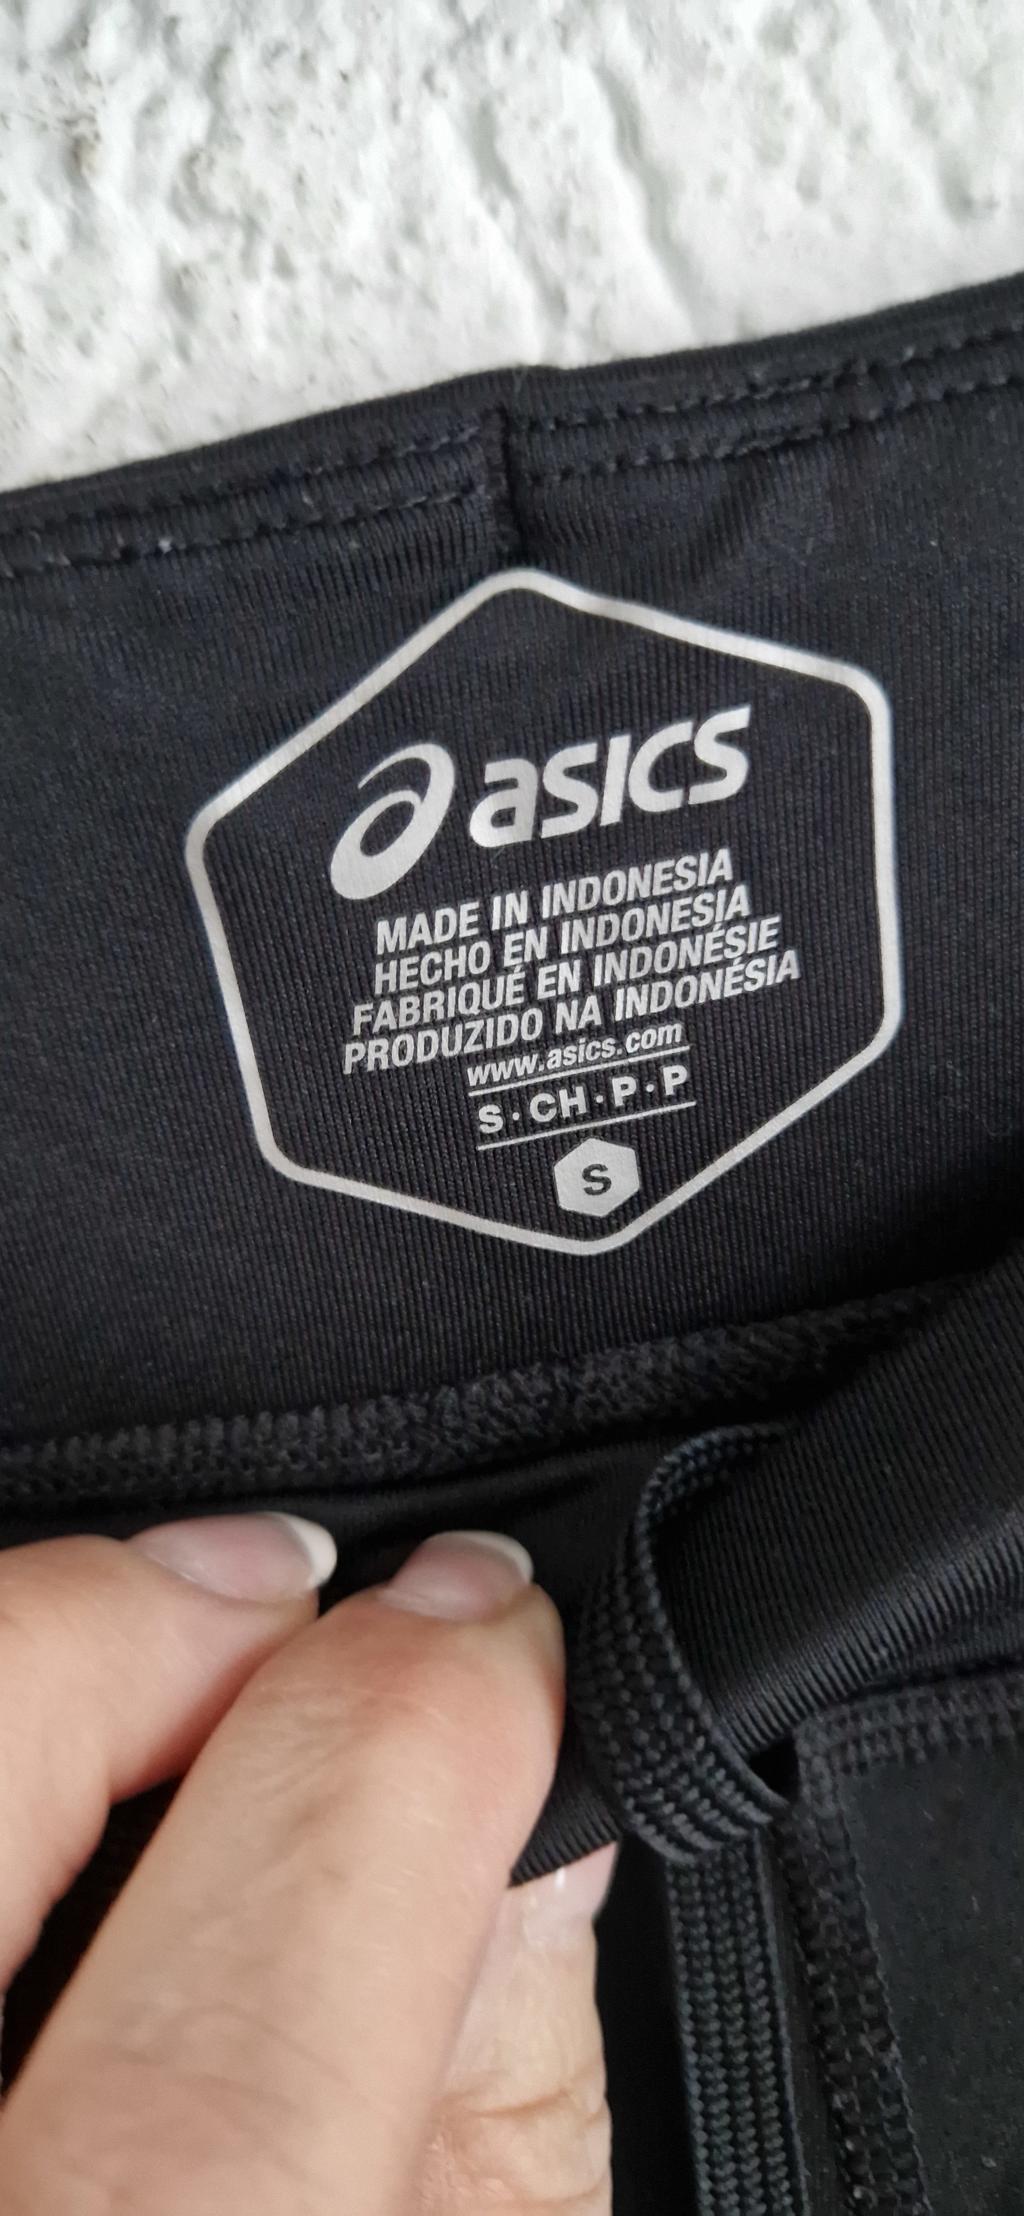 asics
MADE IN INDONESIA
HECHO EN INDONESIA
FABRIQUÉ EN INDONÉSIE
PRODUZIDO NA INDONÉSIA
www.asics.com
S·CH·P·P
S